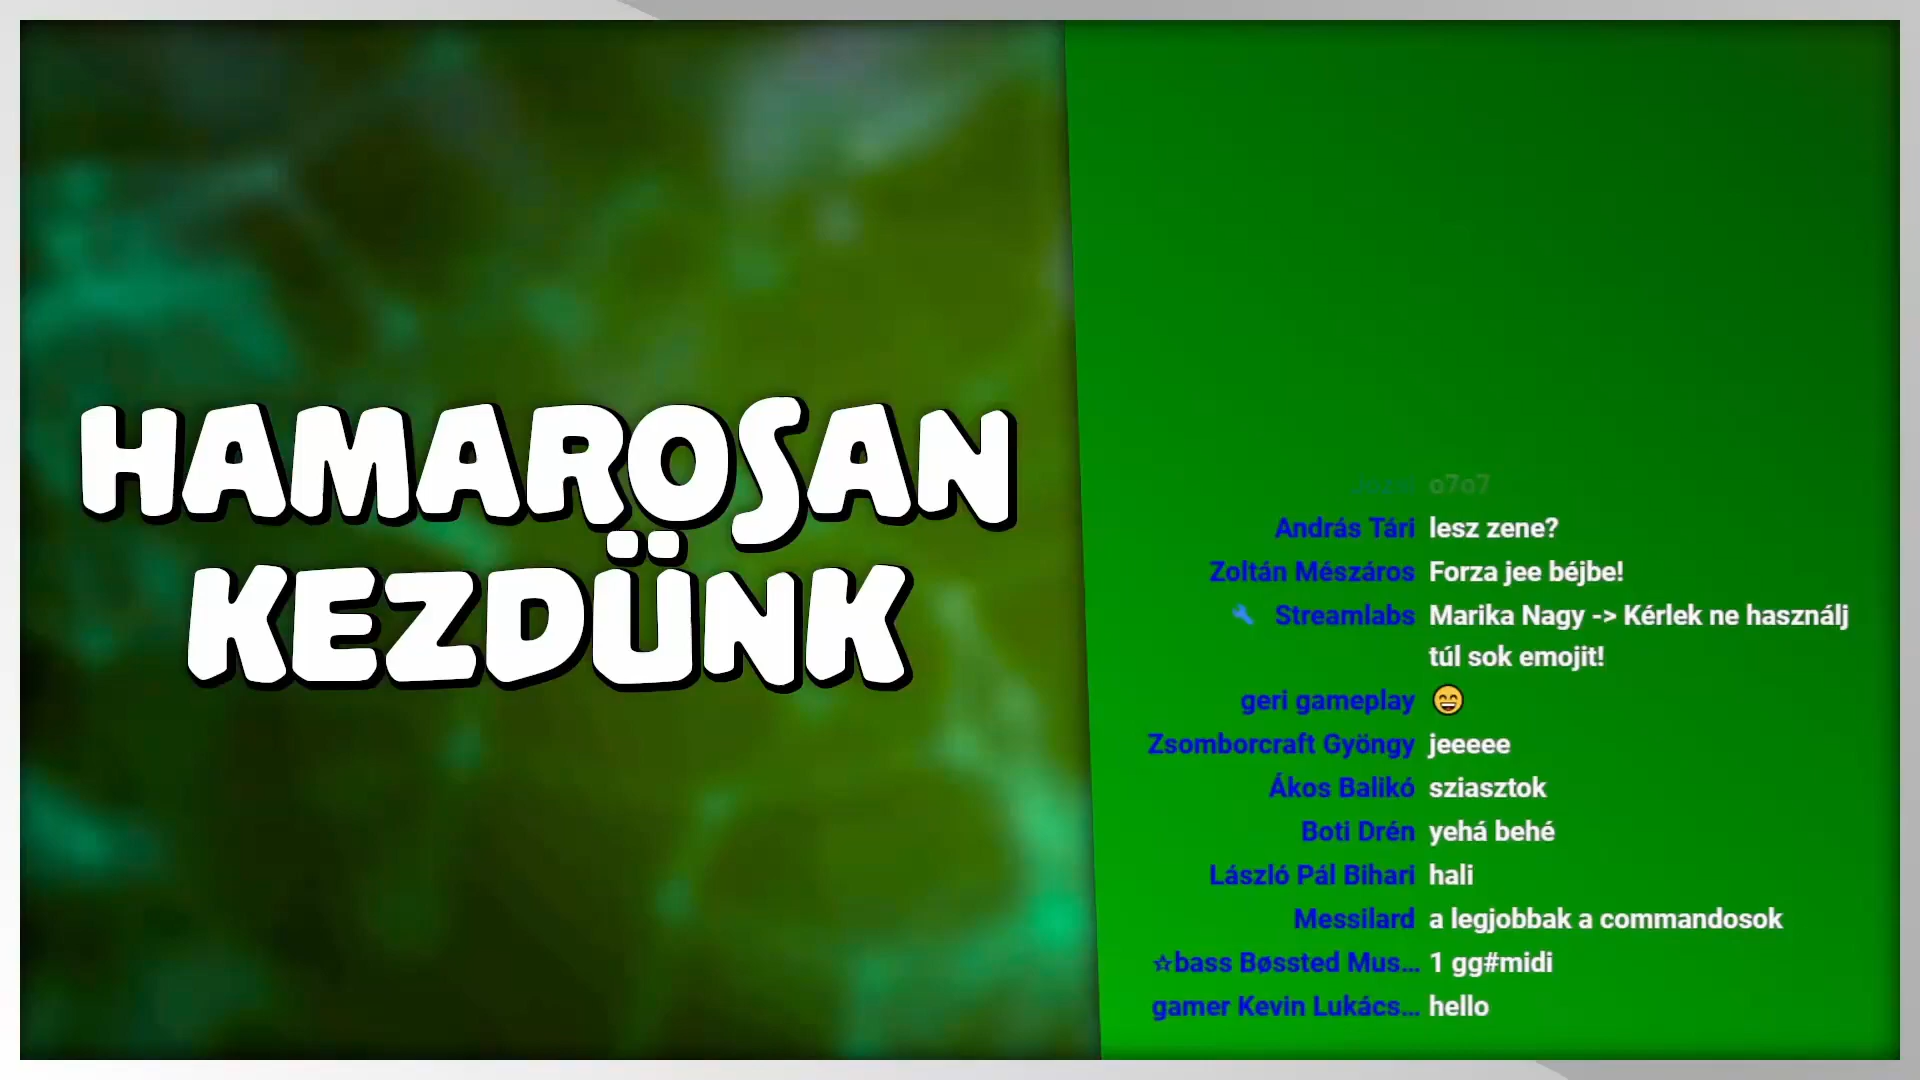 HAMAROSAN
KEZDÜNK
o7o7
András Tári lesz zene?
Zoltán Mészáros Forza jee béjbe!
Streamlabs Marika Nagy -> Kérlek ne használj
túl sok emojit!
geri gameplay 😄
Zsomborcraft Gyöngy jeeeee
Ákos Balikó sziasztok
Boti Drén yehá behé
László Pál Bihari hali
Messilard a legjobbak a commandosok
☆bass Bøssted Mus... 1 gg#midi
gamer Kevin Lukács... hello